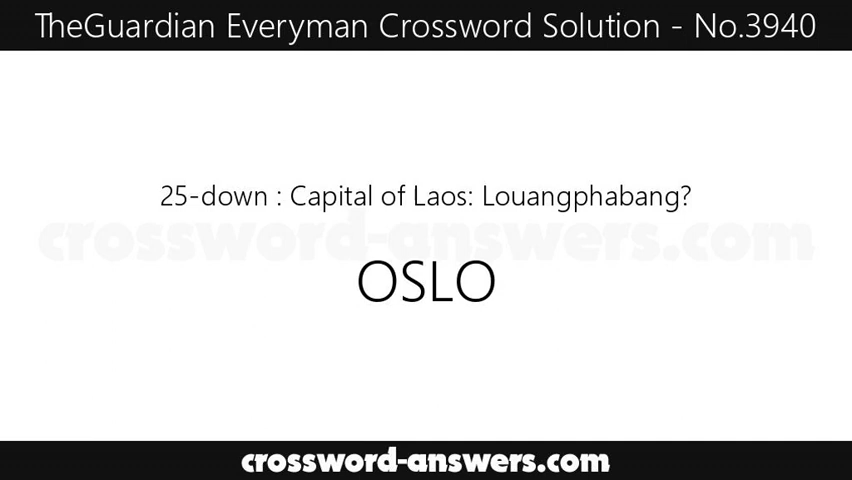 TheGuardian Everyman Crossword Solution - No.3940
25-down : Capital of Laos: Louangphabang?
crossword-answers.com
OSLO
crossword-answers.com